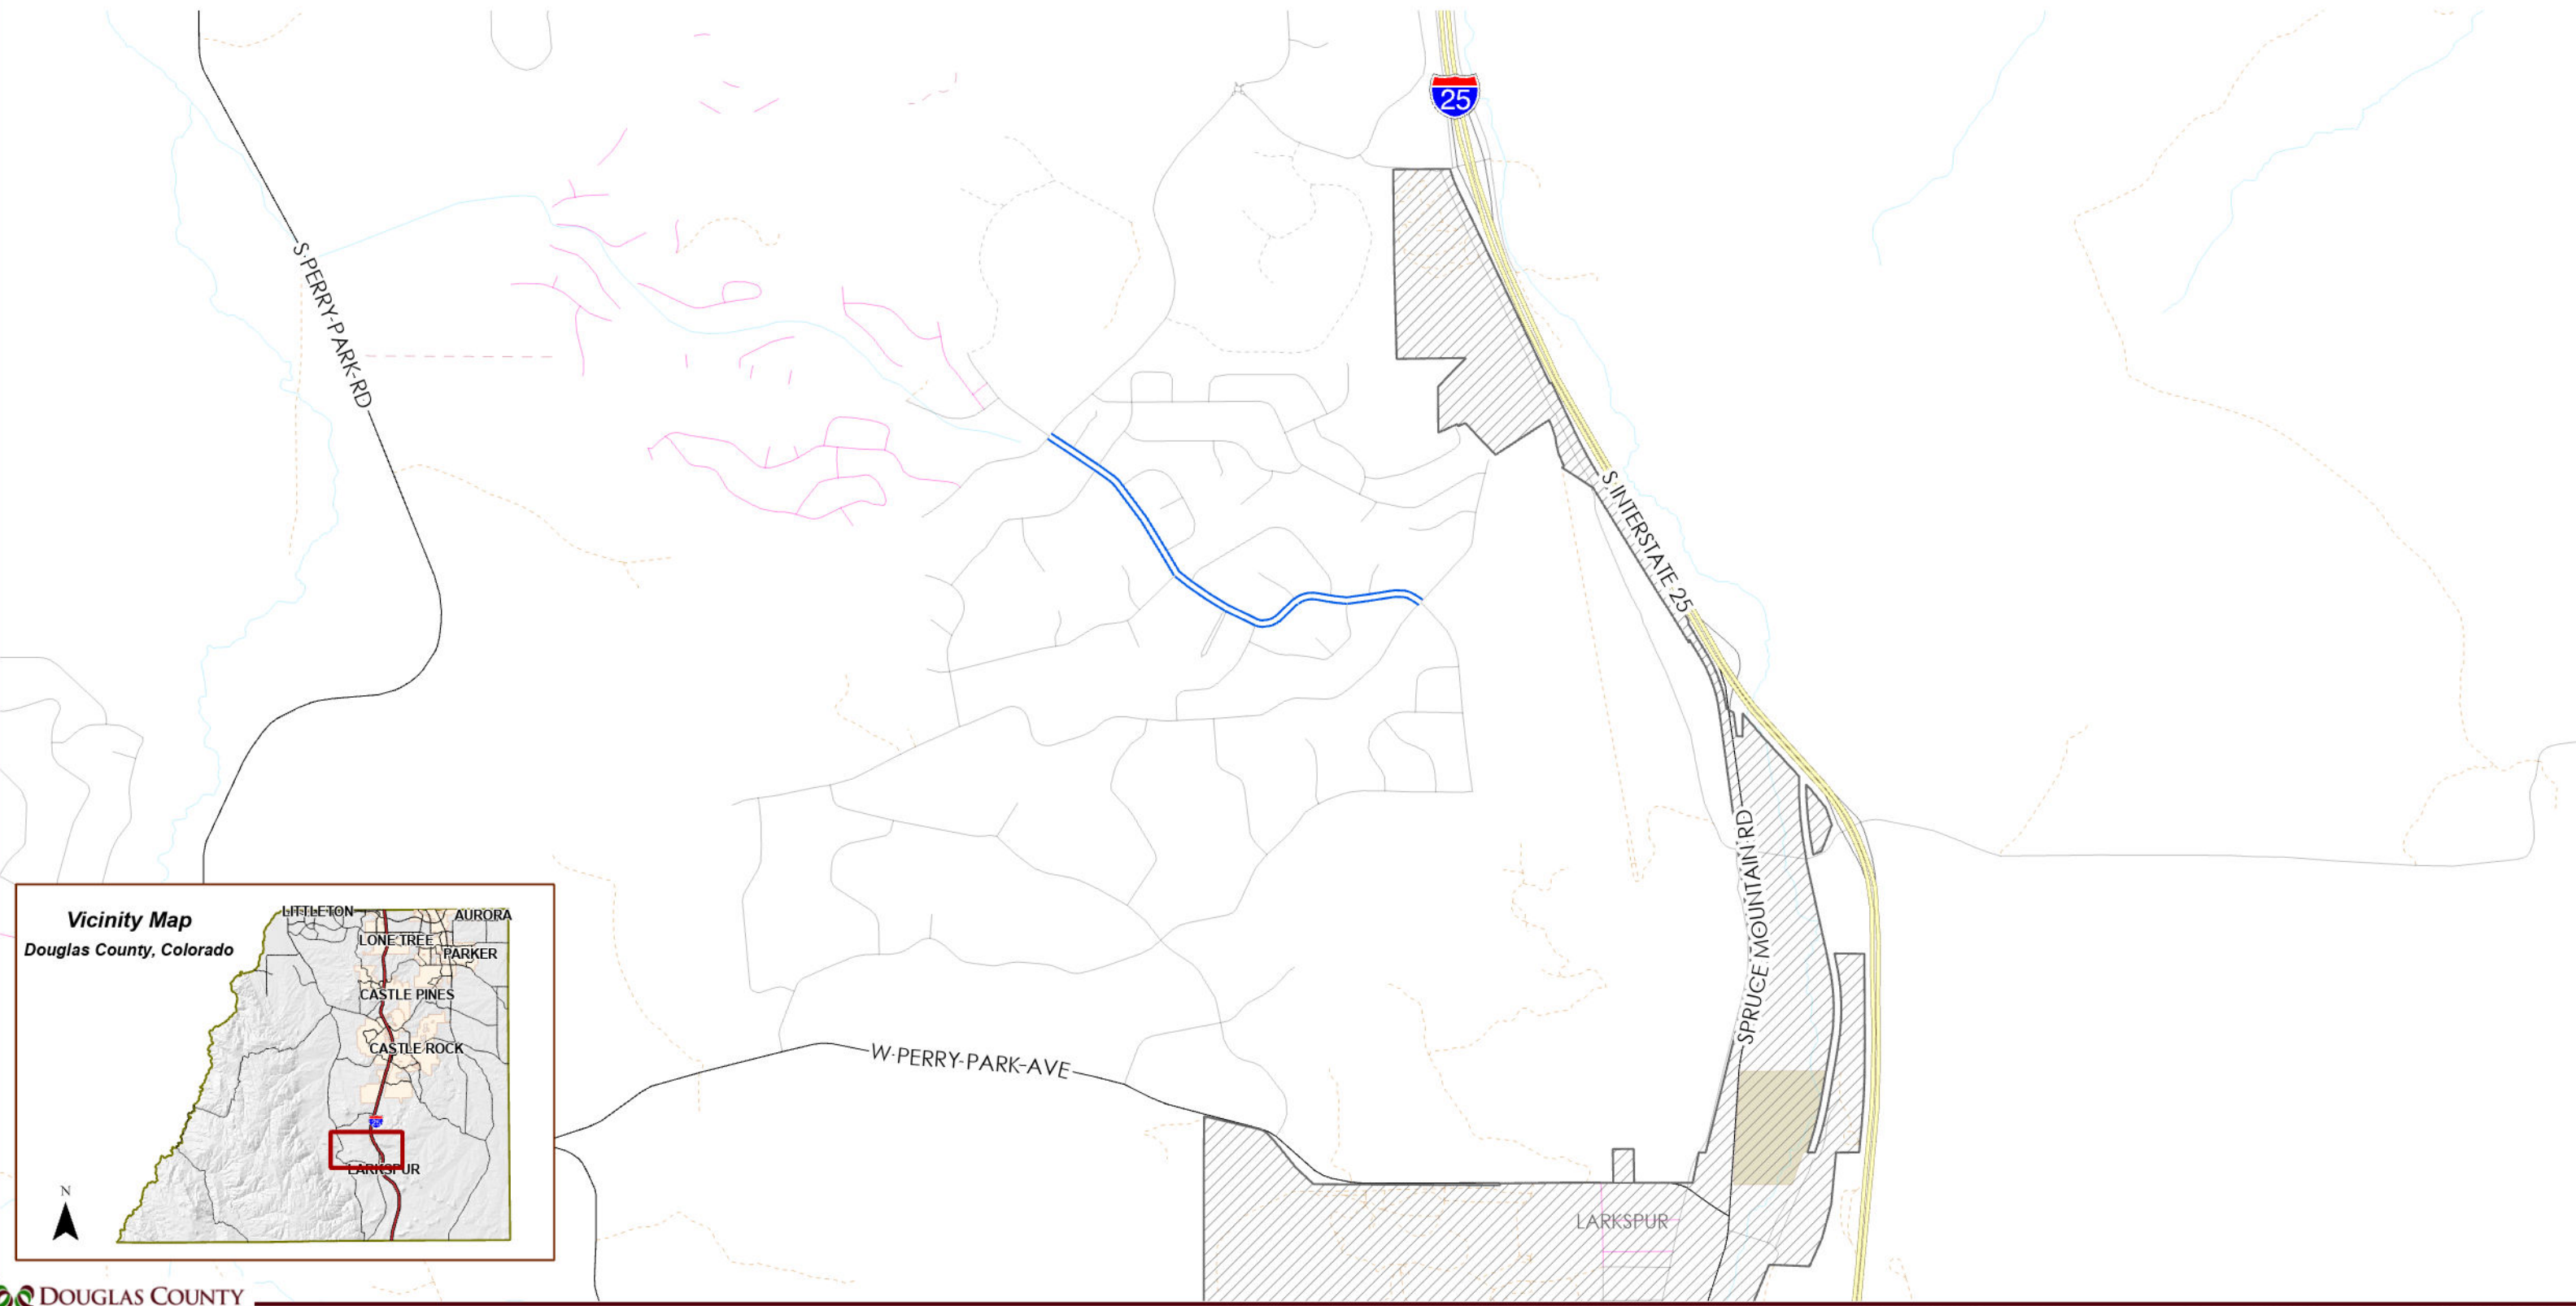 25
S PERRY-PARK-RD
S INTERSTATE 25
SPRUCE MOUNTAIN RD
W-PERRY-PARK-AVE
LARKSPUR
Vicinity Map
Douglas County, Colorado
LITTLETON
AURORA
LONE TREE
PARKER
CASTLE PINES
CASTLE ROCK
25
LARKSPUR
N
DOUGLAS COUNTY